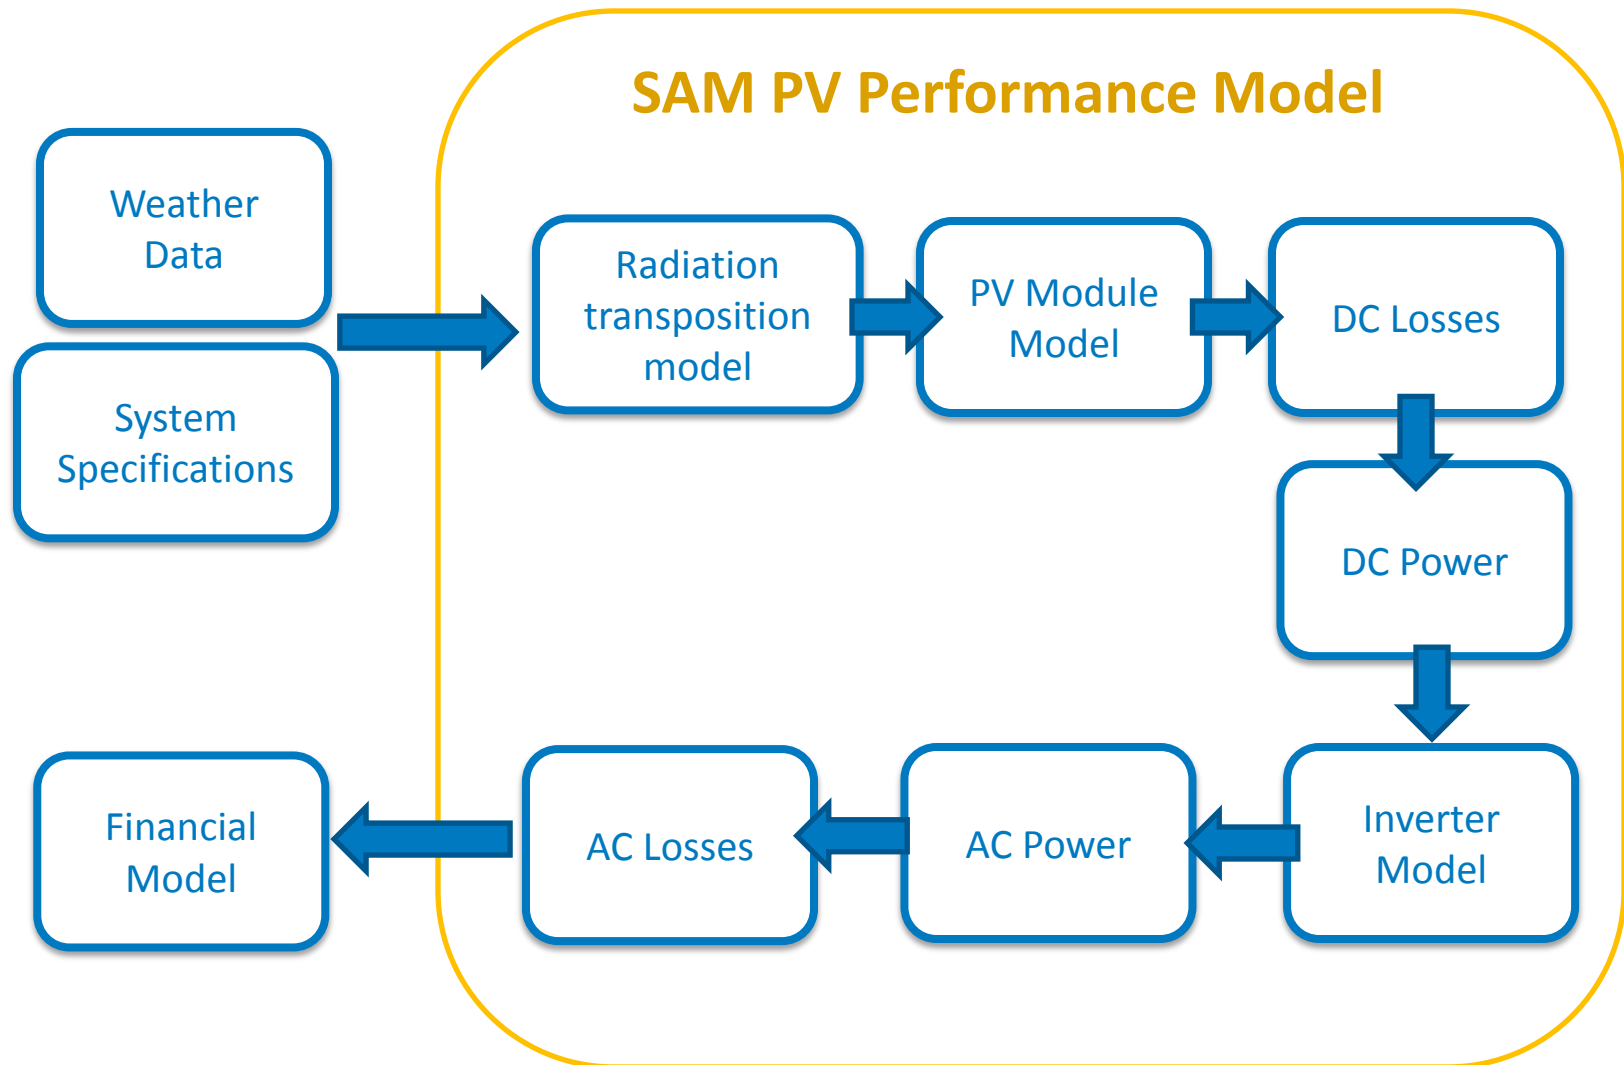 SAM PV Performance Model
Weather
Data
System
Specifications
Radiation
transposition
model
PV Module
Model
DC Losses
DC Power
Inverter
Model
AC Power
AC Losses
Financial
Model